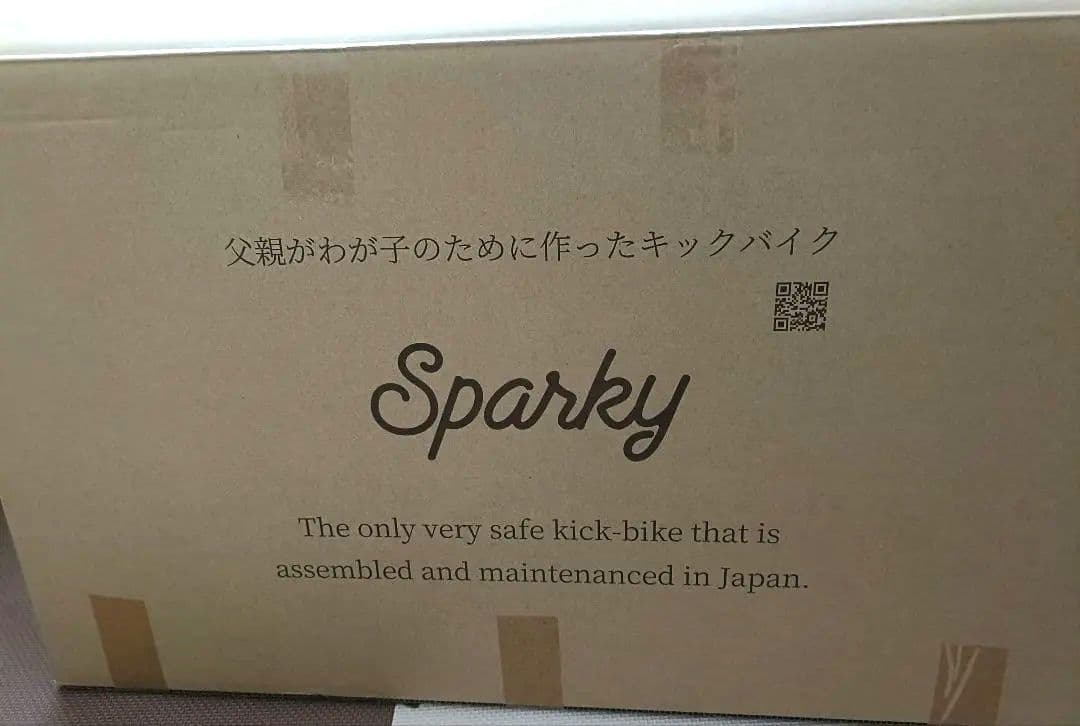 父親がわが子のために作ったキックバイク
Sparky
The only very safe kick-bike that is
assembled and maintenanced in Japan.